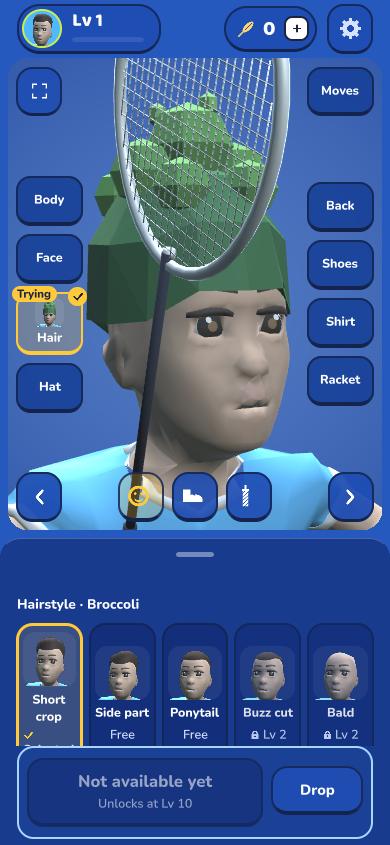 Lv 1
0
+
Moves
Body
Back
Face
Shoes
Trying
Hair
Shirt
Hat
Racket
Hairstyle · Broccoli
Short
crop
Side part
Free
Ponytail
Free
Buzz cut
Lv 2
Bald
Lv 2
Not available yet
Unlocks at Lv 10
Drop